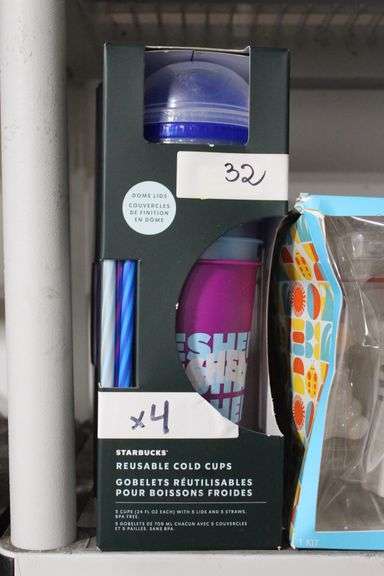 32
DOME LIDS
COUVERCLES
DE FINITION
EN DÔME
x4
STARBUCKS®
REUSABLE COLD CUPS
GOBELETS RÉUTILISABLES
POUR BOISSONS FROIDES
5 CUPS (24 FL OZ EACH) WITH 5 LIDS AND 5 STRAWS,
BPA FREE.
5 GOBELETS DE 709 ML CHACUN AVEC 5 COUVERCLES
ET 5 PAILLES, SANS BPA.
1 KIT